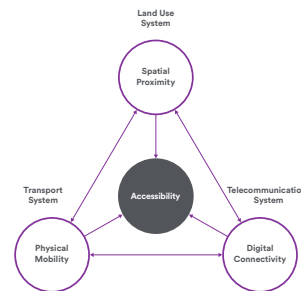 Land Use
System
Spatial
Proximity
Accessibility
Transport
System
Telecommunicatio
System
Physical
Mobility
Digital
Connectivity